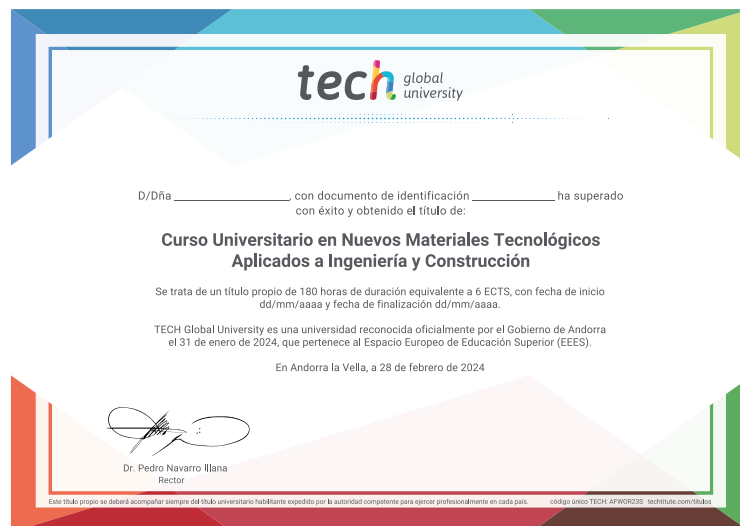 tech global university
D/Dña ____________________, con documento de identificación ______________ ha superado
con éxito y obtenido el título de:
Curso Universitario en Nuevos Materiales Tecnológicos
Aplicados a Ingeniería y Construcción
Se trata de un título propio de 180 horas de duración equivalente a 6 ECTS, con fecha de inicio
dd/mm/aaaa y fecha de finalización dd/mm/aaaa.
TECH Global University es una universidad reconocida oficialmente por el Gobierno de Andorra
el 31 de enero de 2024, que pertenece al Espacio Europeo de Educación Superior (EEES).
En Andorra la Vella, a 28 de febrero de 2024
Dr. Pedro Navarro Illana
Rector
Este título propio se deberá acompañar siempre del título universitario habilitante expedido por la autoridad competente para ejercer profesionalmente en cada país. código único TECH: AFWOR23S techtitute.com/titulos